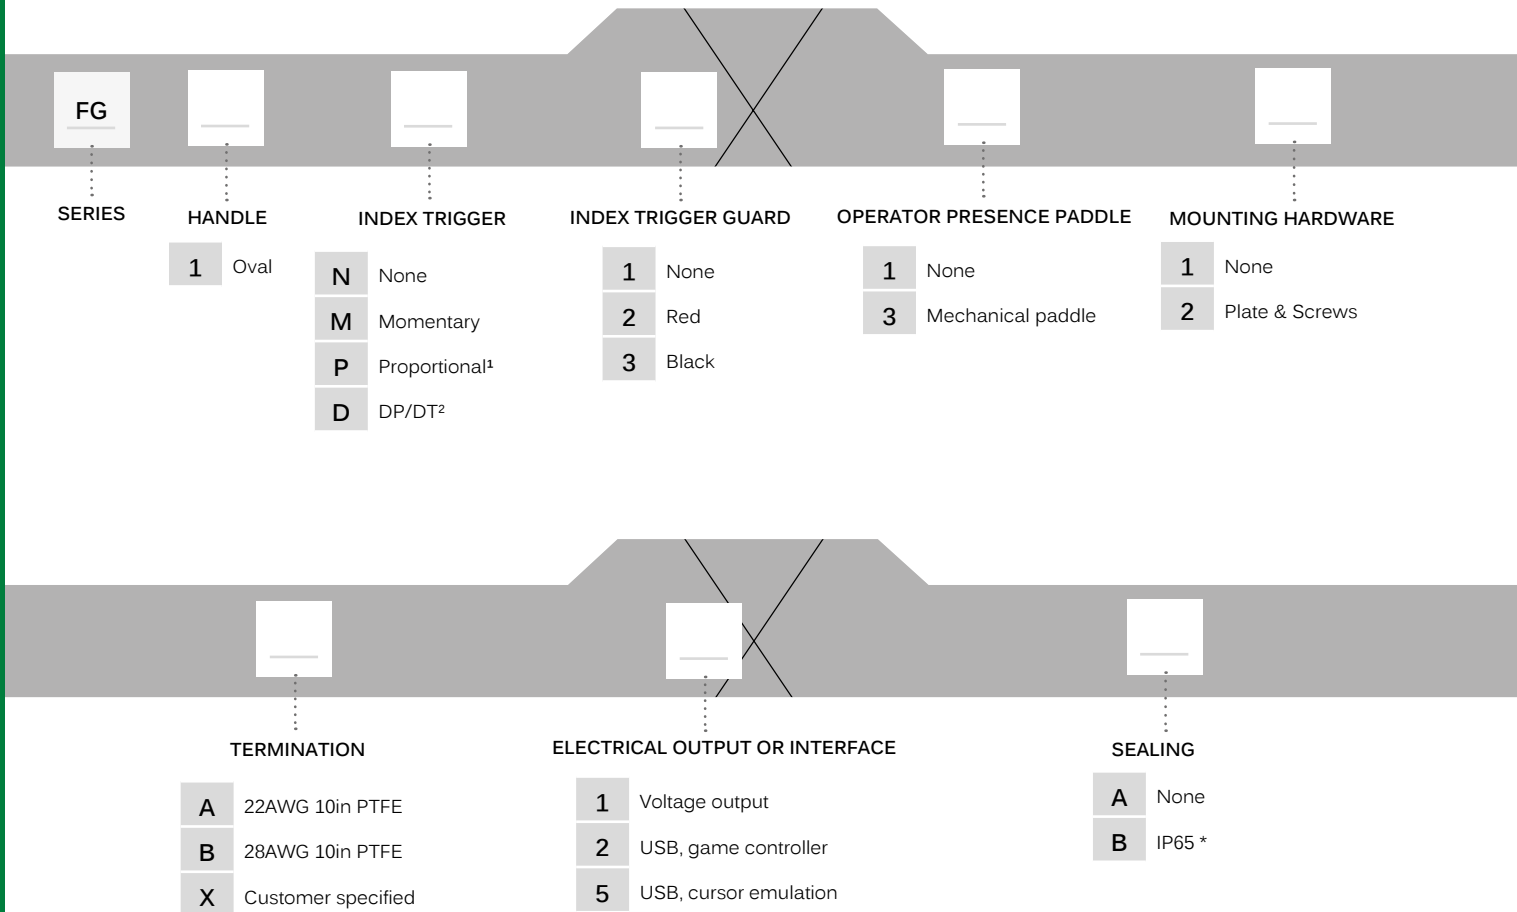 FG
SERIES
HANDLE
1 Oval
INDEX TRIGGER
N None
M Momentary
P Proportional¹
D DP/DT²
INDEX TRIGGER GUARD
1 None
2 Red
3 Black
OPERATOR PRESENCE PADDLE
1 None
3 Mechanical paddle
MOUNTING HARDWARE
1 None
2 Plate & Screws
TERMINATION
A 22AWG 10in PTFE
B 28AWG 10in PTFE
X Customer specified
ELECTRICAL OUTPUT OR INTERFACE
1 Voltage output
2 USB, game controller
5 USB, cursor emulation
SEALING
A None
B IP65 *